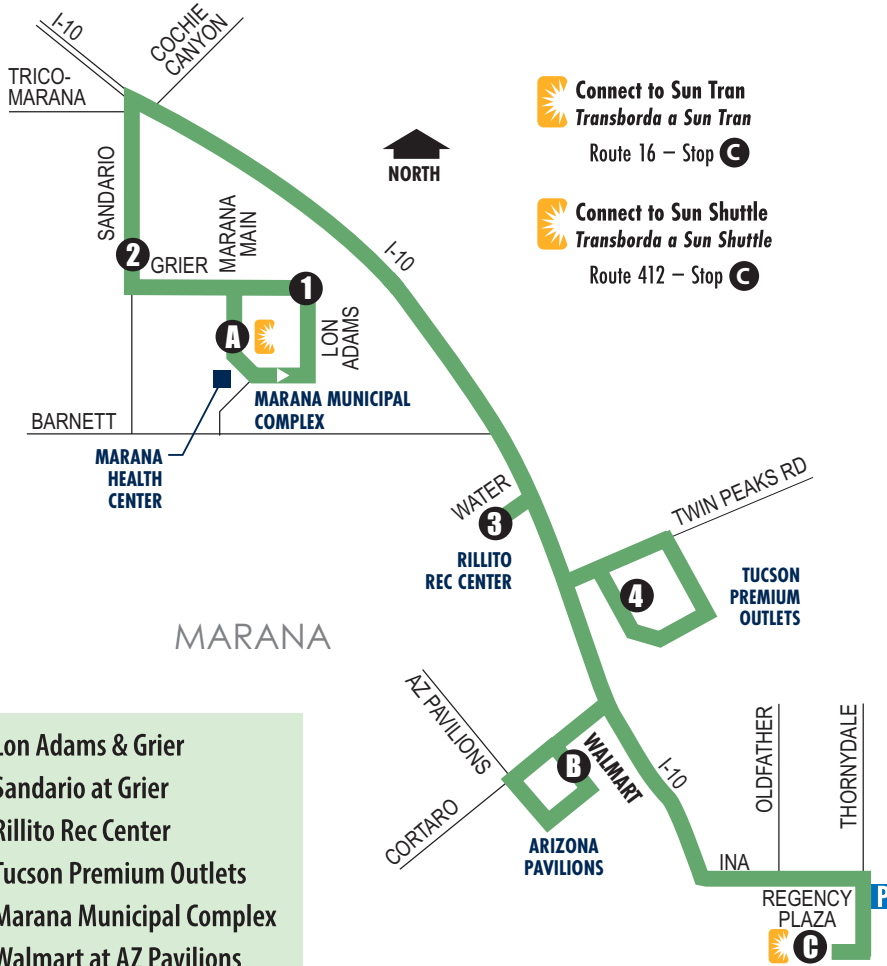 I-10
COCHIE
CANYON
TRICO-
MARANA
Connect to Sun Tran
Transborda a Sun Tran
Route 16 – Stop C
NORTH
Connect to Sun Shuttle
Transborda a Sun Shuttle
Route 412 – Stop C
SANDARIO
MARANA
MAIN
2
GRIER
I-10
1
A
LON
ADAMS
MARANA MUNICIPAL
COMPLEX
BARNETT
MARANA
HEALTH
CENTER
WATER
3
TWIN PEAKS RD
RILLITO
REC CENTER
4
TUCSON
PREMIUM
OUTLETS
MARANA
AZ PAVILIONS
B
WALMART
I-10
OLDFATHER
THORNYDALE
CORTARO
ARIZONA
PAVILIONS
INA
REGENCY
PLAZA
P
C
Lon Adams & Grier
Sandario at Grier
Rillito Rec Center
Tucson Premium Outlets
Marana Municipal Complex
Walmart at AZ Pavilions